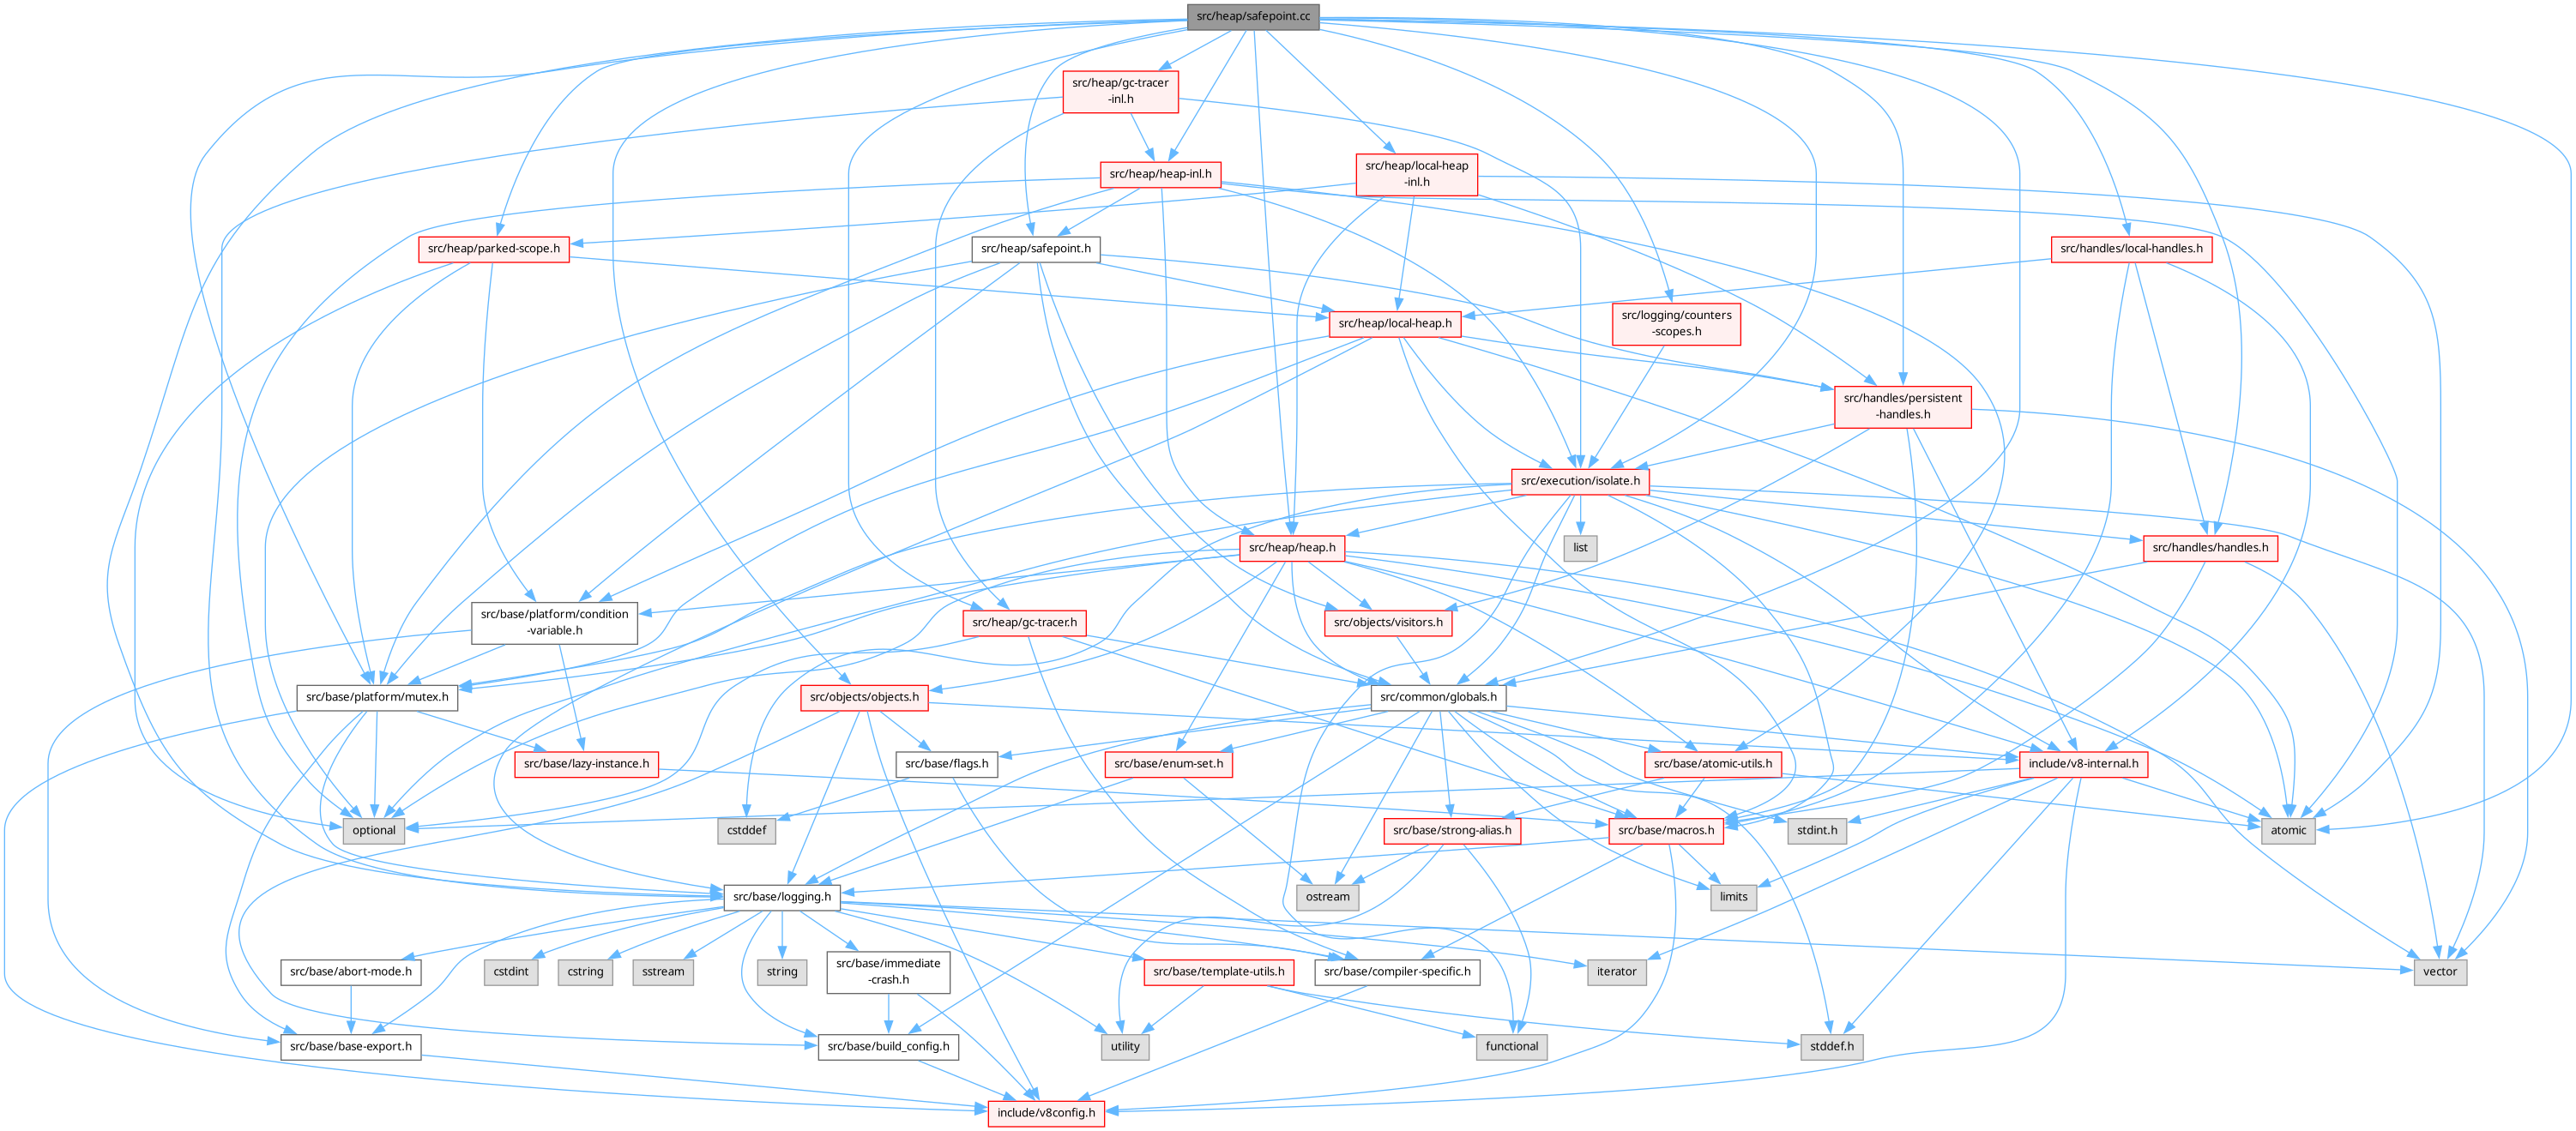 src/heap/safepoint.cc
src/heap/gc-tracer
-inl.h
src/heap/heap-inl.h
src/heap/local-heap
-inl.h
src/heap/parked-scope.h
src/heap/safepoint.h
src/handles/local-handles.h
src/heap/local-heap.h
src/logging/counters
-scopes.h
src/handles/persistent
-handles.h
src/execution/isolate.h
src/heap/heap.h
list
src/handles/handles.h
src/base/platform/condition
-variable.h
src/heap/gc-tracer.h
src/objects/visitors.h
src/base/platform/mutex.h
src/objects/objects.h
src/common/globals.h
src/base/lazy-instance.h
src/base/flags.h
src/base/enum-set.h
src/base/atomic-utils.h
include/v8-internal.h
optional
cstddef
src/base/strong-alias.h
src/base/macros.h
stdint.h
atomic
src/base/logging.h
ostream
limits
src/base/abort-mode.h
cstdint
cstring
sstream
string
src/base/immediate
-crash.h
src/base/template-utils.h
src/base/compiler-specific.h
iterator
vector
src/base/base-export.h
src/base/build_config.h
utility
functional
stddef.h
include/v8config.h